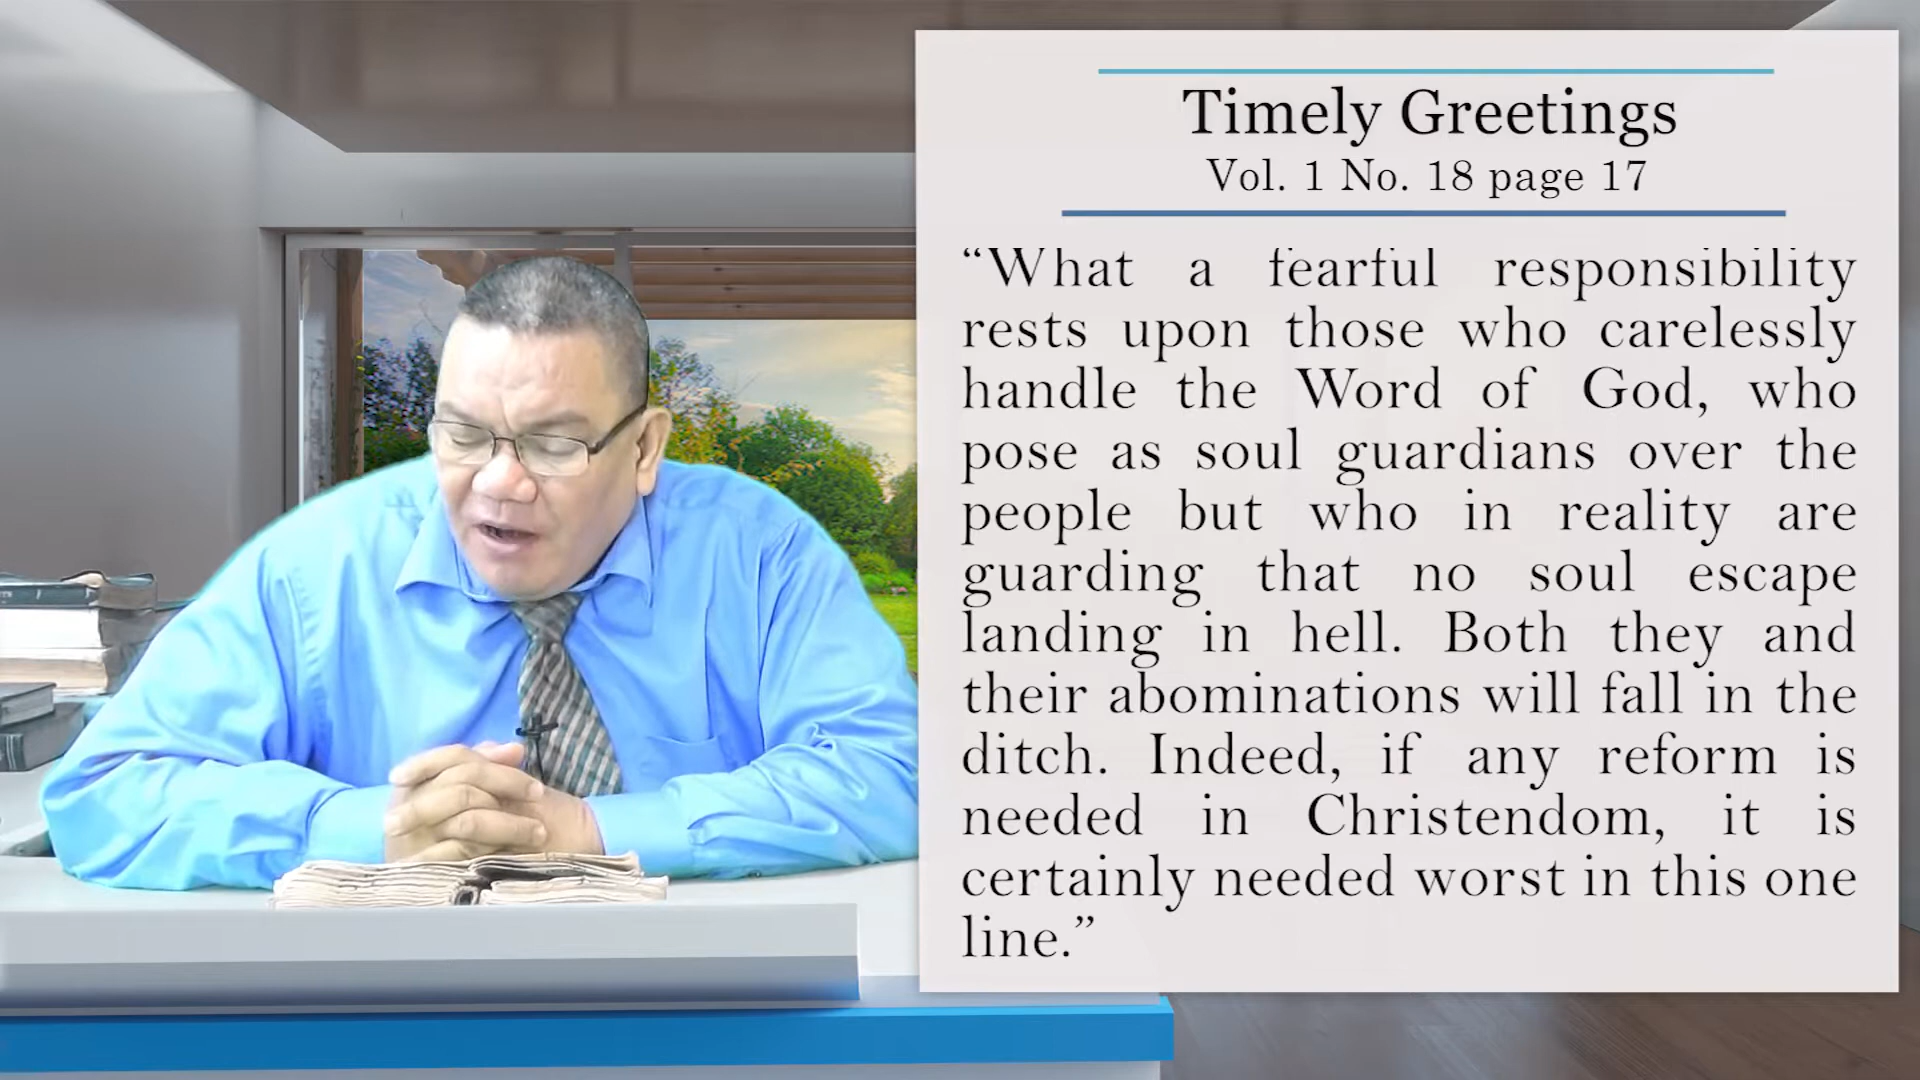 Timely Greetings
Vol. 1 No. 18 page 17
“What a fearful responsibility
rests upon those who carelessly
handle the Word of God, who
pose as soul guardians over the
people but who in reality are
guarding that no soul escape
landing in hell. Both they and
their abominations will fall in the
ditch. Indeed, if any reform is
needed in Christendom, it is
certainly needed worst in this one
line.”